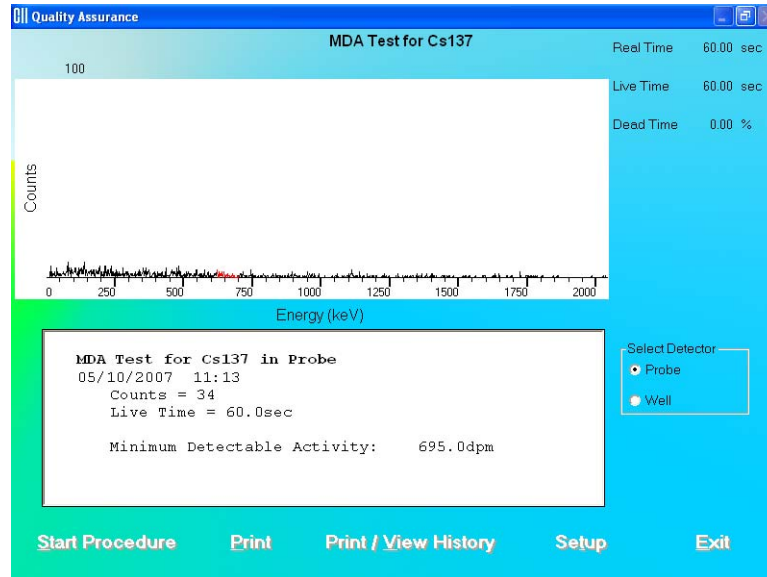 Quality Assurance
MDA Test for Cs137
Real Time 60.00 sec
100
Live Time 60.00 sec
Dead Time 0.00 %
Counts
0 250 500 750 1000 1250 1500 1750 2000
Energy (keV)
MDA Test for Cs137 in Probe
05/10/2007 11:13
Counts = 34
Live Time = 60.0sec
Minimum Detectable Activity: 695.0dpm
Select Detector
Probe
Well
Start Procedure Print Print / View History Setup Exit